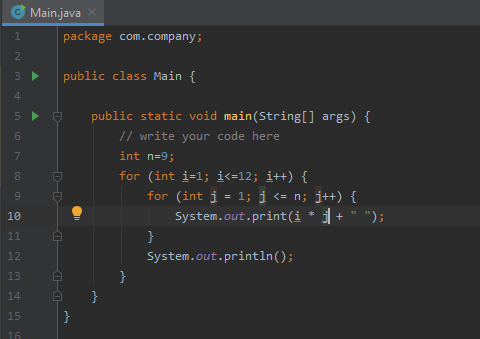 Main.java
1 package com.company;
2
3 public class Main {
4
5 public static void main(String[] args) {
6 // write your code here
7 int n=9;
8 for (int i=1; i<=12; i++) {
9 for (int j = 1; j <= n; j++) {
10 System.out.print(i * j + " ");
11 }
12 System.out.println();
13 }
14 }
15 }
16